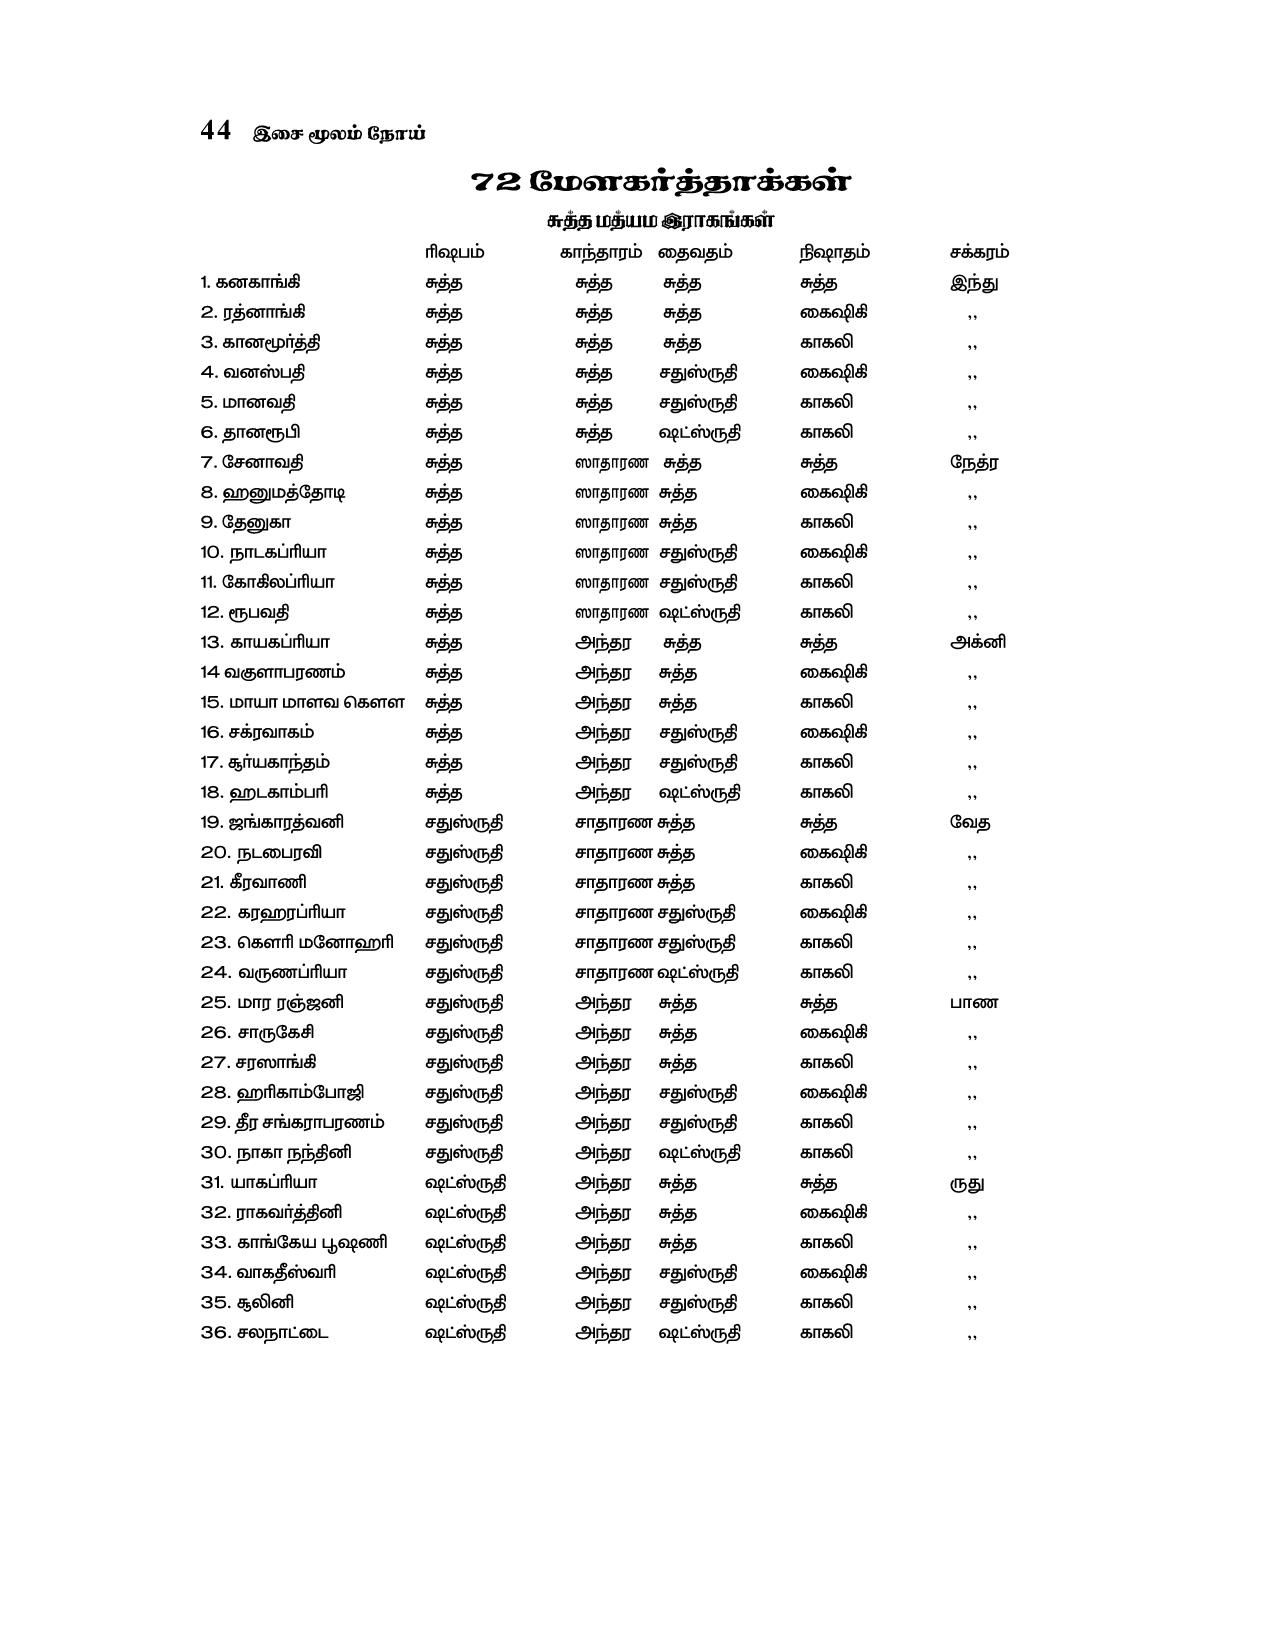 44 இசை மூலம் நோய்
72 மேளகர்த்தாக்கள்
சுத்த மத்யம இராகங்கள்
ரிஷபம் காந்தாரம் தைவதம் நிஷாதம் சக்கரம்
1. கனகாங்கி சுத்த சுத்த சுத்த சுத்த இந்து
2. ரத்னாங்கி சுத்த சுத்த சுத்த கைஷிகி ,,
3. கானமூர்த்தி சுத்த சுத்த சுத்த காகலி ,,
4. வனஸ்பதி சுத்த சுத்த சதுஸ்ருதி கைஷிகி ,,
5. மானவதி சுத்த சுத்த சதுஸ்ருதி காகலி ,,
6. தானரூபி சுத்த சுத்த ஷட்ஸ்ருதி காகலி ,,
7. சேனாவதி சுத்த ஸாதாரண சுத்த சுத்த நேத்ர
8. ஹனுமத்தோடி சுத்த ஸாதாரண சுத்த கைஷிகி ,,
9. தேனுகா சுத்த ஸாதாரண சுத்த காகலி ,,
10. நாடகப்ரியா சுத்த ஸாதாரண சதுஸ்ருதி கைஷிகி ,,
11. கோகிலப்ரியா சுத்த ஸாதாரண சதுஸ்ருதி காகலி ,,
12. ரூபவதி சுத்த ஸாதாரண ஷட்ஸ்ருதி காகலி ,,
13. காயகப்ரியா சுத்த அந்தர சுத்த சுத்த அக்னி
14 வகுளாபரணம் சுத்த அந்தர சுத்த கைஷிகி ,,
15. மாயா மாளவ கௌள சுத்த அந்தர சுத்த காகலி ,,
16. சக்ரவாகம் சுத்த அந்தர சதுஸ்ருதி கைஷிகி ,,
17. சூர்யகாந்தம் சுத்த அந்தர சதுஸ்ருதி காகலி ,,
18. ஹடகாம்பரி சுத்த அந்தர ஷட்ஸ்ருதி காகலி ,,
19. ஜங்காரத்வனி சதுஸ்ருதி சாதாரண சுத்த சுத்த வேத
20. நடபைரவி சதுஸ்ருதி சாதாரண சுத்த கைஷிகி ,,
21. கீரவாணி சதுஸ்ருதி சாதாரண சுத்த காகலி ,,
22. கரஹரப்ரியா சதுஸ்ருதி சாதாரண சதுஸ்ருதி கைஷிகி ,,
23. கௌரி மனோஹரி சதுஸ்ருதி சாதாரண சதுஸ்ருதி காகலி ,,
24. வருணப்ரியா சதுஸ்ருதி சாதாரண ஷட்ஸ்ருதி காகலி ,,
25. மார ரஞ்ஜனி சதுஸ்ருதி அந்தர சுத்த சுத்த பாண
26. சாருகேசி சதுஸ்ருதி அந்தர சுத்த கைஷிகி ,,
27. சரஸாங்கி சதுஸ்ருதி அந்தர சுத்த காகலி ,,
28. ஹரிகாம்போஜி சதுஸ்ருதி அந்தர சதுஸ்ருதி கைஷிகி ,,
29. தீர சங்கராபரணம் சதுஸ்ருதி அந்தர சதுஸ்ருதி காகலி ,,
30. நாகா நந்தினி சதுஸ்ருதி அந்தர ஷட்ஸ்ருதி காகலி ,,
31. யாகப்ரியா ஷட்ஸ்ருதி அந்தர சுத்த சுத்த ருது
32. ராகவர்த்தினி ஷட்ஸ்ருதி அந்தர சுத்த கைஷிகி ,,
33. காங்கேய பூஷணி ஷட்ஸ்ருதி அந்தர சுத்த காகலி ,,
34. வாகதீஸ்வரி ஷட்ஸ்ருதி அந்தர சதுஸ்ருதி கைஷிகி ,,
35. சூலினி ஷட்ஸ்ருதி அந்தர சதுஸ்ருதி காகலி ,,
36. சலநாட்டை ஷட்ஸ்ருதி அந்தர ஷட்ஸ்ருதி காகலி ,,